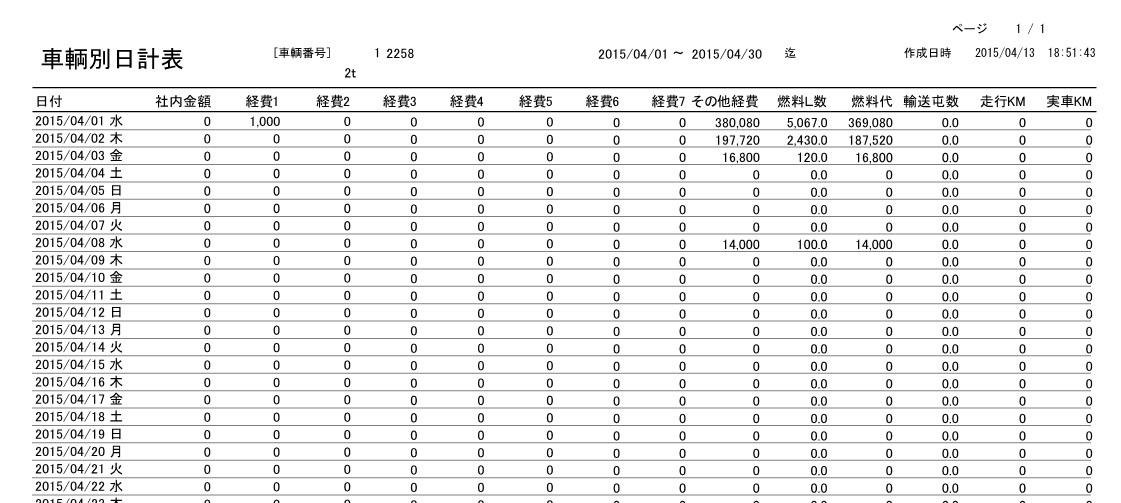 ページ 1 / 1
車輌別日計表 [車輌番号] 1 2258 2015/04/01 ～ 2015/04/30 迄 作成日時 2015/04/13 18:51:43
2t
日付 社内金額 経費1 経費2 経費3 経費4 経費5 経費6 経費7 その他経費 燃料L数 燃料代 輸送屯数 走行KM 実車KM
2015/04/01 水 0 1,000 0 0 0 0 0 0 380,080 5,067.0 369,080 0.0 0 0
2015/04/02 木 0 0 0 0 0 0 0 0 197,720 2,430.0 187,520 0.0 0 0
2015/04/03 金 0 0 0 0 0 0 0 0 16,800 120.0 16,800 0.0 0 0
2015/04/04 土 0 0 0 0 0 0 0 0 0 0.0 0 0.0 0 0
2015/04/05 日 0 0 0 0 0 0 0 0 0 0.0 0 0.0 0 0
2015/04/06 月 0 0 0 0 0 0 0 0 0 0.0 0 0.0 0 0
2015/04/07 火 0 0 0 0 0 0 0 0 0 0.0 0 0.0 0 0
2015/04/08 水 0 0 0 0 0 0 0 0 14,000 100.0 14,000 0.0 0 0
2015/04/09 木 0 0 0 0 0 0 0 0 0 0.0 0 0.0 0 0
2015/04/10 金 0 0 0 0 0 0 0 0 0 0.0 0 0.0 0 0
2015/04/11 土 0 0 0 0 0 0 0 0 0 0.0 0 0.0 0 0
2015/04/12 日 0 0 0 0 0 0 0 0 0 0.0 0 0.0 0 0
2015/04/13 月 0 0 0 0 0 0 0 0 0 0.0 0 0.0 0 0
2015/04/14 火 0 0 0 0 0 0 0 0 0 0.0 0 0.0 0 0
2015/04/15 水 0 0 0 0 0 0 0 0 0 0.0 0 0.0 0 0
2015/04/16 木 0 0 0 0 0 0 0 0 0 0.0 0 0.0 0 0
2015/04/17 金 0 0 0 0 0 0 0 0 0 0.0 0 0.0 0 0
2015/04/18 土 0 0 0 0 0 0 0 0 0 0.0 0 0.0 0 0
2015/04/19 日 0 0 0 0 0 0 0 0 0 0.0 0 0.0 0 0
2015/04/20 月 0 0 0 0 0 0 0 0 0 0.0 0 0.0 0 0
2015/04/21 火 0 0 0 0 0 0 0 0 0 0.0 0 0.0 0 0
2015/04/22 水 0 0 0 0 0 0 0 0 0 0.0 0 0.0 0 0